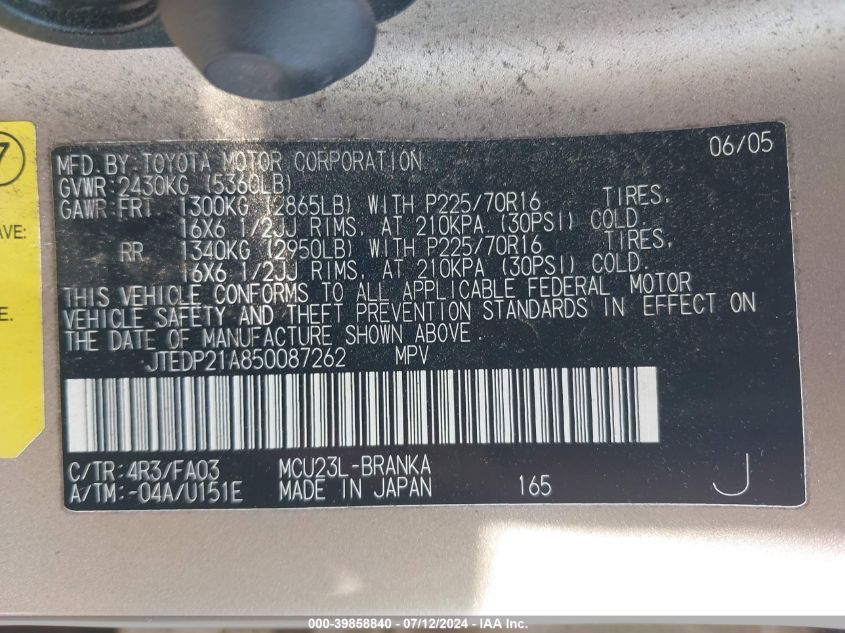 06/05
MFD. BY: TOYOTA MOTOR CORPORATION
GVWR: 2430KG (5360LB)
GAWR: FRT. 1300KG (2865LB) WITH P225/70R16 TIRES,
16X6 1/2JJ RIMS. AT 210KPA (30PSI) COLD.
RR. 1340KG (2950LB) WITH P225/70R16 TIRES,
16X6 1/2JJ RIMS. AT 210KPA (30PSI) COLD.
THIS VEHICLE CONFORMS TO ALL APPLICABLE FEDERAL MOTOR
VEHICLE SAFETY AND THEFT PREVENTION STANDARDS IN EFFECT ON
THE DATE OF MANUFACTURE SHOWN ABOVE.
JTEDP21A850087262 MPV
C/TR: 4R3/FA03 MCU23L-BRANKA
A/TM: -04A/U151E MADE IN JAPAN 165 J
7
AVE:
E.
000-39858840 - 07/12/2024 - IAAI.com